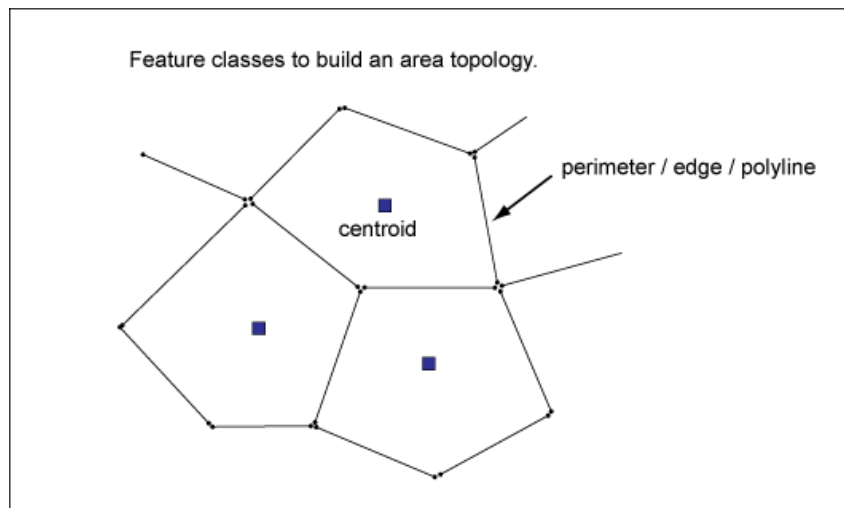 Feature classes to build an area topology.
perimeter / edge / polyline
centroid